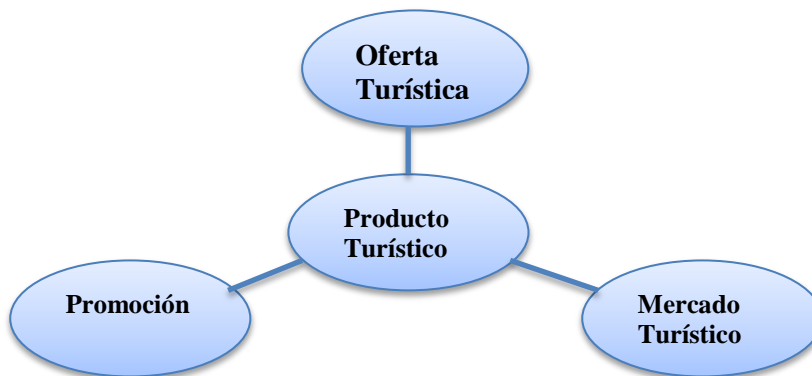 Oferta
Turística
Producto
Turístico
Promoción
Mercado
Turístico